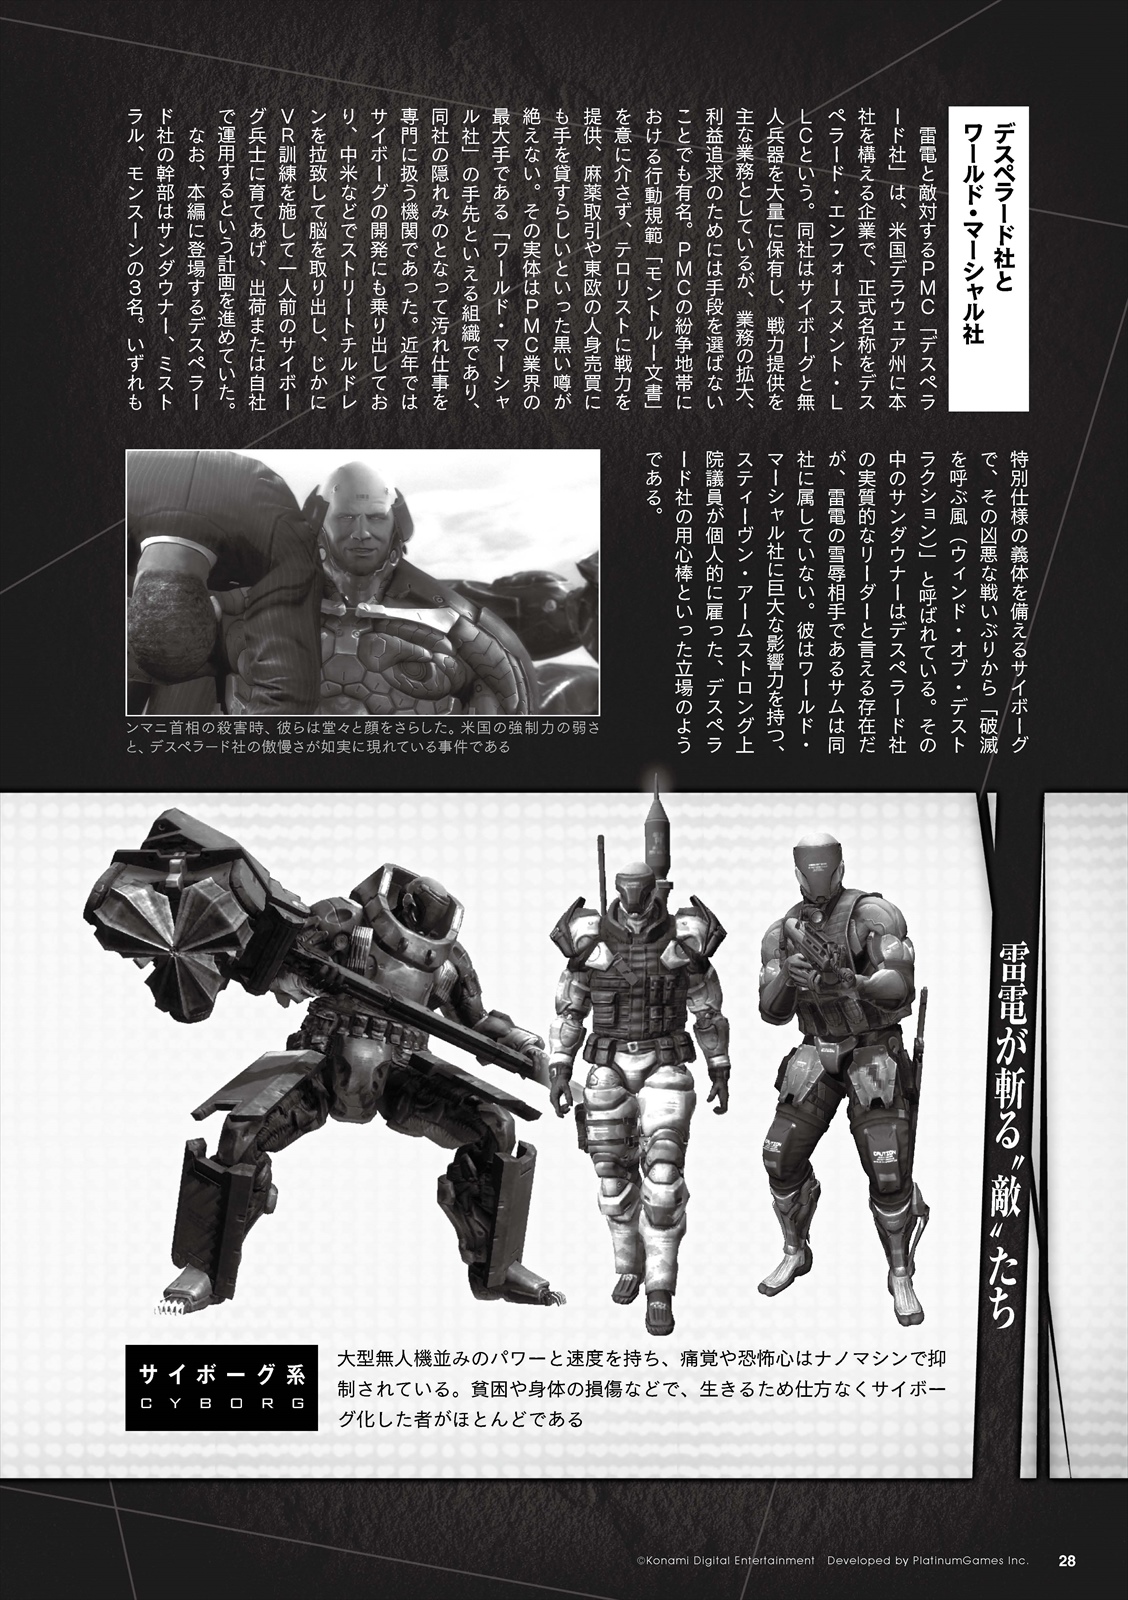 デスペラード社と
ワールド・マーシャル社
　雷電と敵対するPMC「デスペラ
ード社」は、米国デラウェア州に本
社を構える企業で、正式名称をデス
ペラード・エンフォースメント・L
LCという。同社はサイボーグと無
人兵器を大量に保有し、戦力提供を
主な業務としているが、業務の拡大、
利益追求のためには手段を選ばない
ことでも有名。PMCの紛争地帯に
おける行動規範「モントルー文書」
を意に介さず、テロリストに戦力を
提供、麻薬取引や東欧の人身売買に
も手を貸すらしいといった黒い噂が
絶えない。その実体はPMC業界の
最大手である「ワールド・マーシャ
ル社」の手先といえる組織であり、
同社の隠れみのとなって汚れ仕事を
専門に扱う機関であった。近年では
サイボーグの開発にも乗り出してお
り、中米などでストリートチルドレ
ンを拉致して脳を取り出し、じかに
VR訓練を施して一人前のサイボー
グ兵士に育てあげ、出荷または自社
で運用するという計画を進めていた。
　なお、本編に登場するデスペラー
ド社の幹部はサンダウナー、ミスト
ラル、モンスーンの3名。いずれも
特別仕様の義体を備えるサイボーグ
で、その凶悪な戦いぶりから「破滅
を呼ぶ風（ウィンド・オブ・デスト
ラクション）」と呼ばれている。その
中のサンダウナーはデスペラード社
の実質的なリーダーと言える存在だ
が、雷電の雪辱相手であるサムは同
社に属していない。彼はワールド・
マーシャル社に巨大な影響力を持つ、
スティーヴン・アームストロング上
院議員が個人的に雇った、デスペラ
ード社の用心棒といった立場のよう
である。
ンマニ首相の殺害時、彼らは堂々と顔をさらした。米国の強制力の弱さ
と、デスペラード社の傲慢さが如実に現れている事件である
雷電が斬る〝敵〟たち
サイボーグ系
CYBORG
大型無人機並みのパワーと速度を持ち、痛覚や恐怖心はナノマシンで抑
制されている。貧困や身体の損傷などで、生きるため仕方なくサイボー
グ化した者がほとんどである
CAUTION
©Konami Digital Entertainment　Developed by PlatinumGames Inc.
28